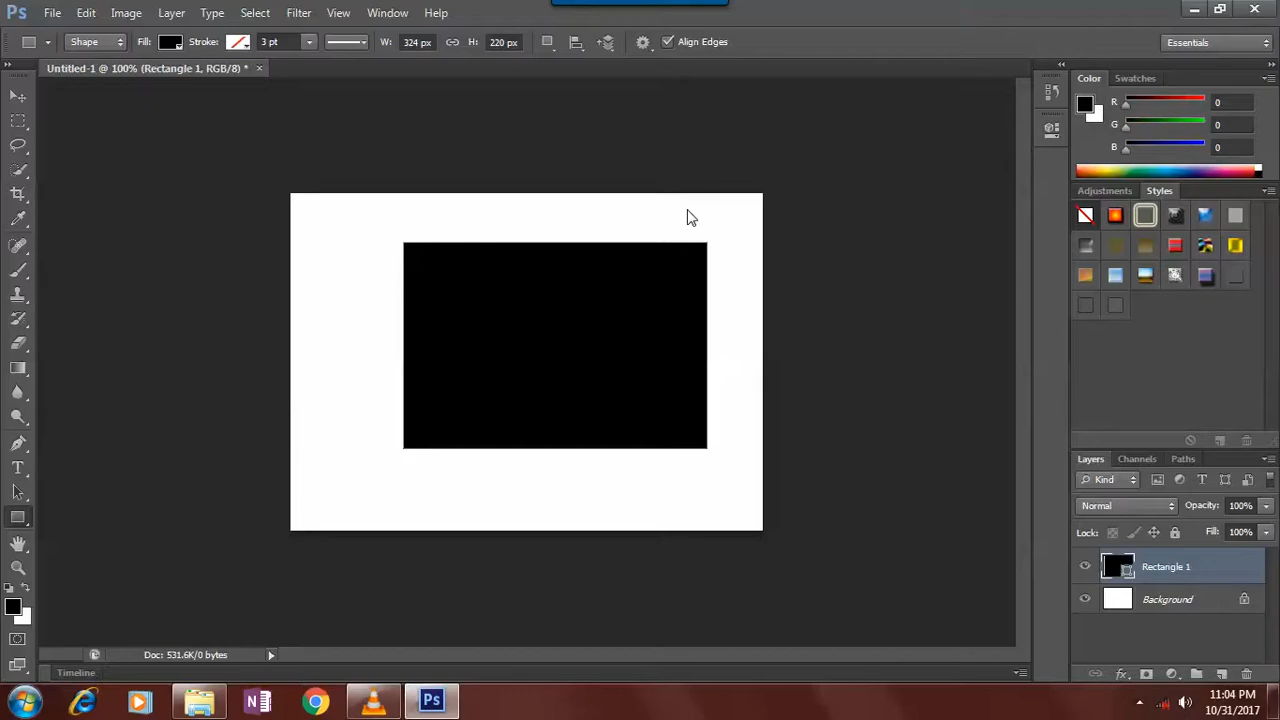 Ps File Edit Image Layer Type Select Filter 3D View Window Help
Shape Fill: Stroke: 3 pt W: 324 px H: 220 px Align Edges Essentials
Untitled-1 @ 100% (Rectangle 1, RGB/8) * ×
Color Swatches
R 0
G 0
B 0
Adjustments Styles
T
Layers Channels Paths
Kind T
Normal Opacity: 100%
Lock: Fill: 100%
Rectangle 1
Background
fx
Doc: 531.6K/0 bytes
Timeline
N Ps
11:04 PM
10/31/2017